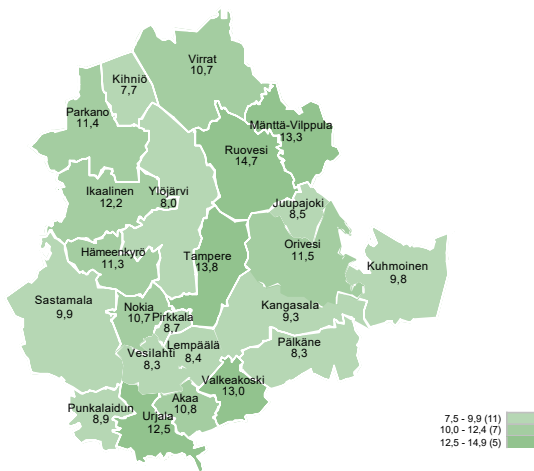 Virrat
10,7
Kihniö
7,7
Parkano
11,4
Mänttä-Vilppula
13,3
Ruovesi
14,7
Ikaalinen
12,2
Ylöjärvi
8,0
Juupajoki
8,5
Orivesi
11,5
Hämeenkyrö
11,3
Tampere
13,8
Kuhmoinen
9,8
Sastamala
9,9
Nokia
10,7
Pirkkala
8,7
Kangasala
9,3
Vesilahti
8,3
Lempäälä
8,4
Pälkäne
8,3
Valkeakoski
13,0
Punkalaidun
8,9
Urjala
12,5
Akaa
10,8
7,5 - 9,9 (11)
10,0 - 12,4 (7)
12,5 - 14,9 (5)